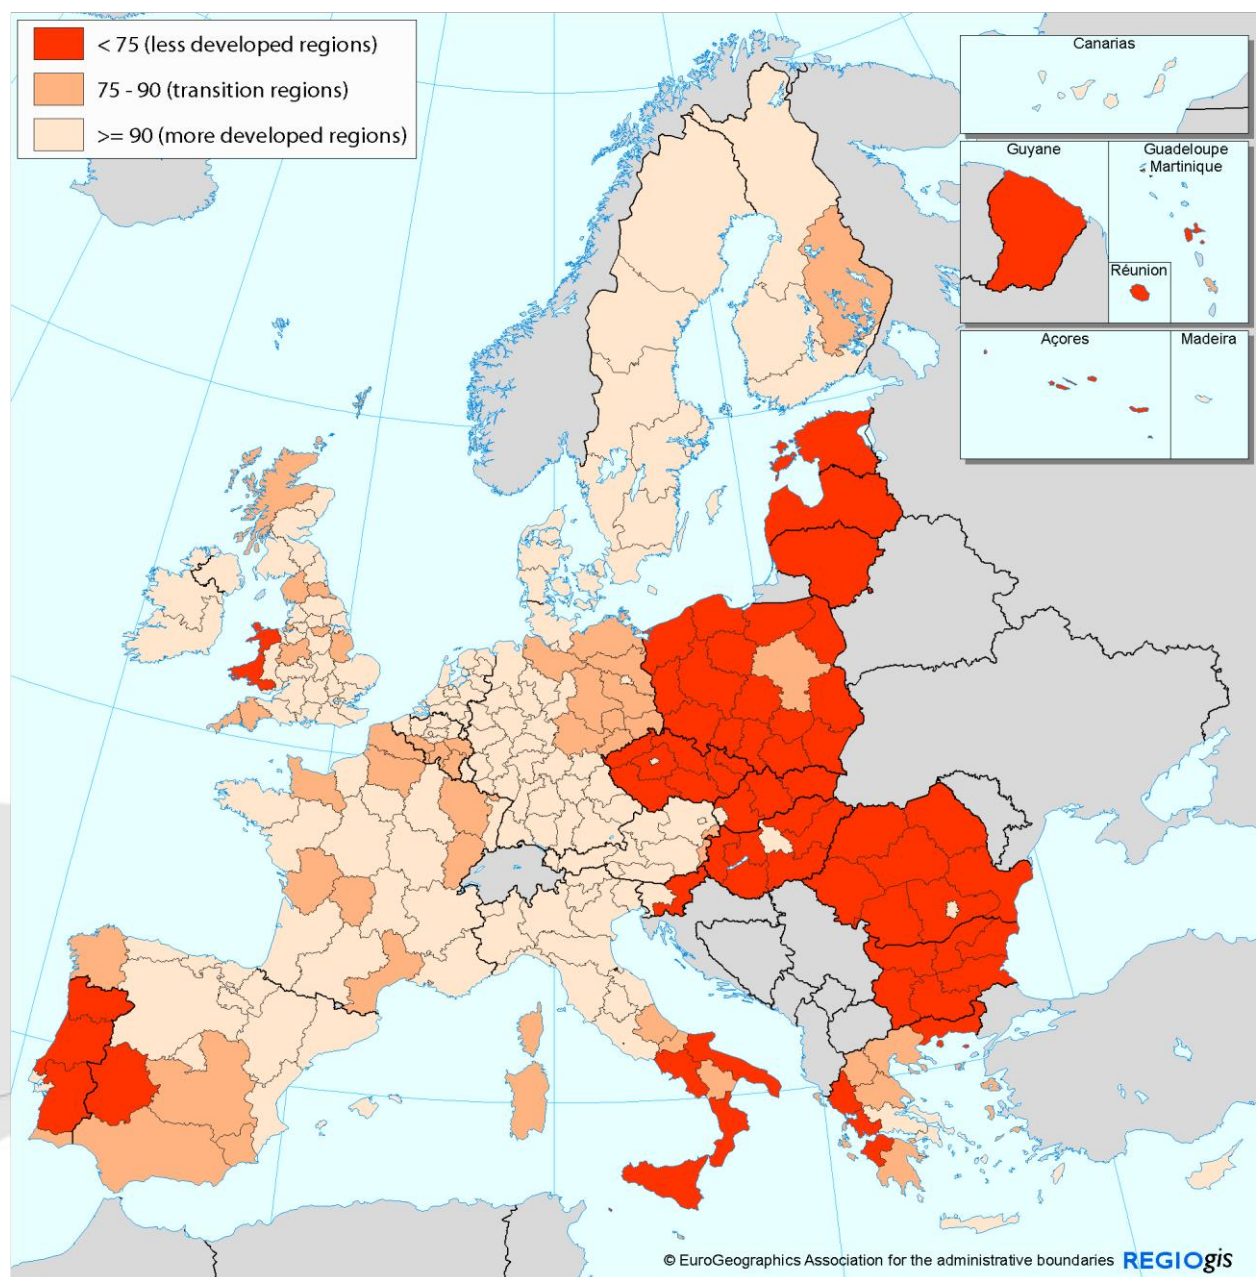 < 75 (less developed regions)
75 - 90 (transition regions)
>= 90 (more developed regions)
Canarias
Guyane
Guadeloupe
Martinique
Réunion
Açores
Madeira
© EuroGeographics Association for the administrative boundaries REGIOgis